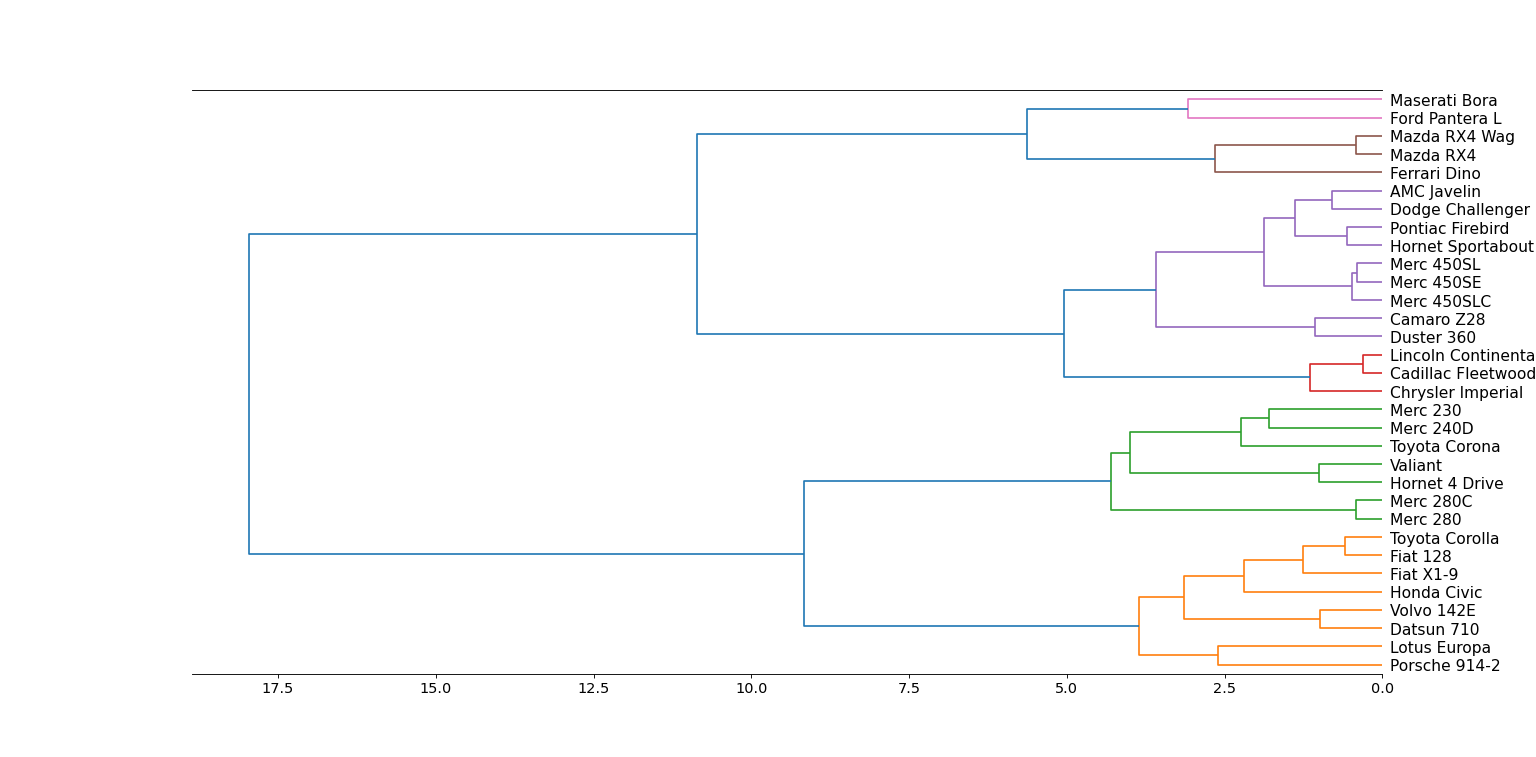 Maserati Bora
Ford Pantera L
Mazda RX4 Wag
Mazda RX4
Ferrari Dino
AMC Javelin
Dodge Challenger
Pontiac Firebird
Hornet Sportabout
Merc 450SL
Merc 450SE
Merc 450SLC
Camaro Z28
Duster 360
Lincoln Continenta
Cadillac Fleetwood
Chrysler Imperial
Merc 230
Merc 240D
Toyota Corona
Valiant
Hornet 4 Drive
Merc 280C
Merc 280
Toyota Corolla
Fiat 128
Fiat X1-9
Honda Civic
Volvo 142E
Datsun 710
Lotus Europa
Porsche 914-2
17.5 15.0 12.5 10.0 7.5 5.0 2.5 0.0